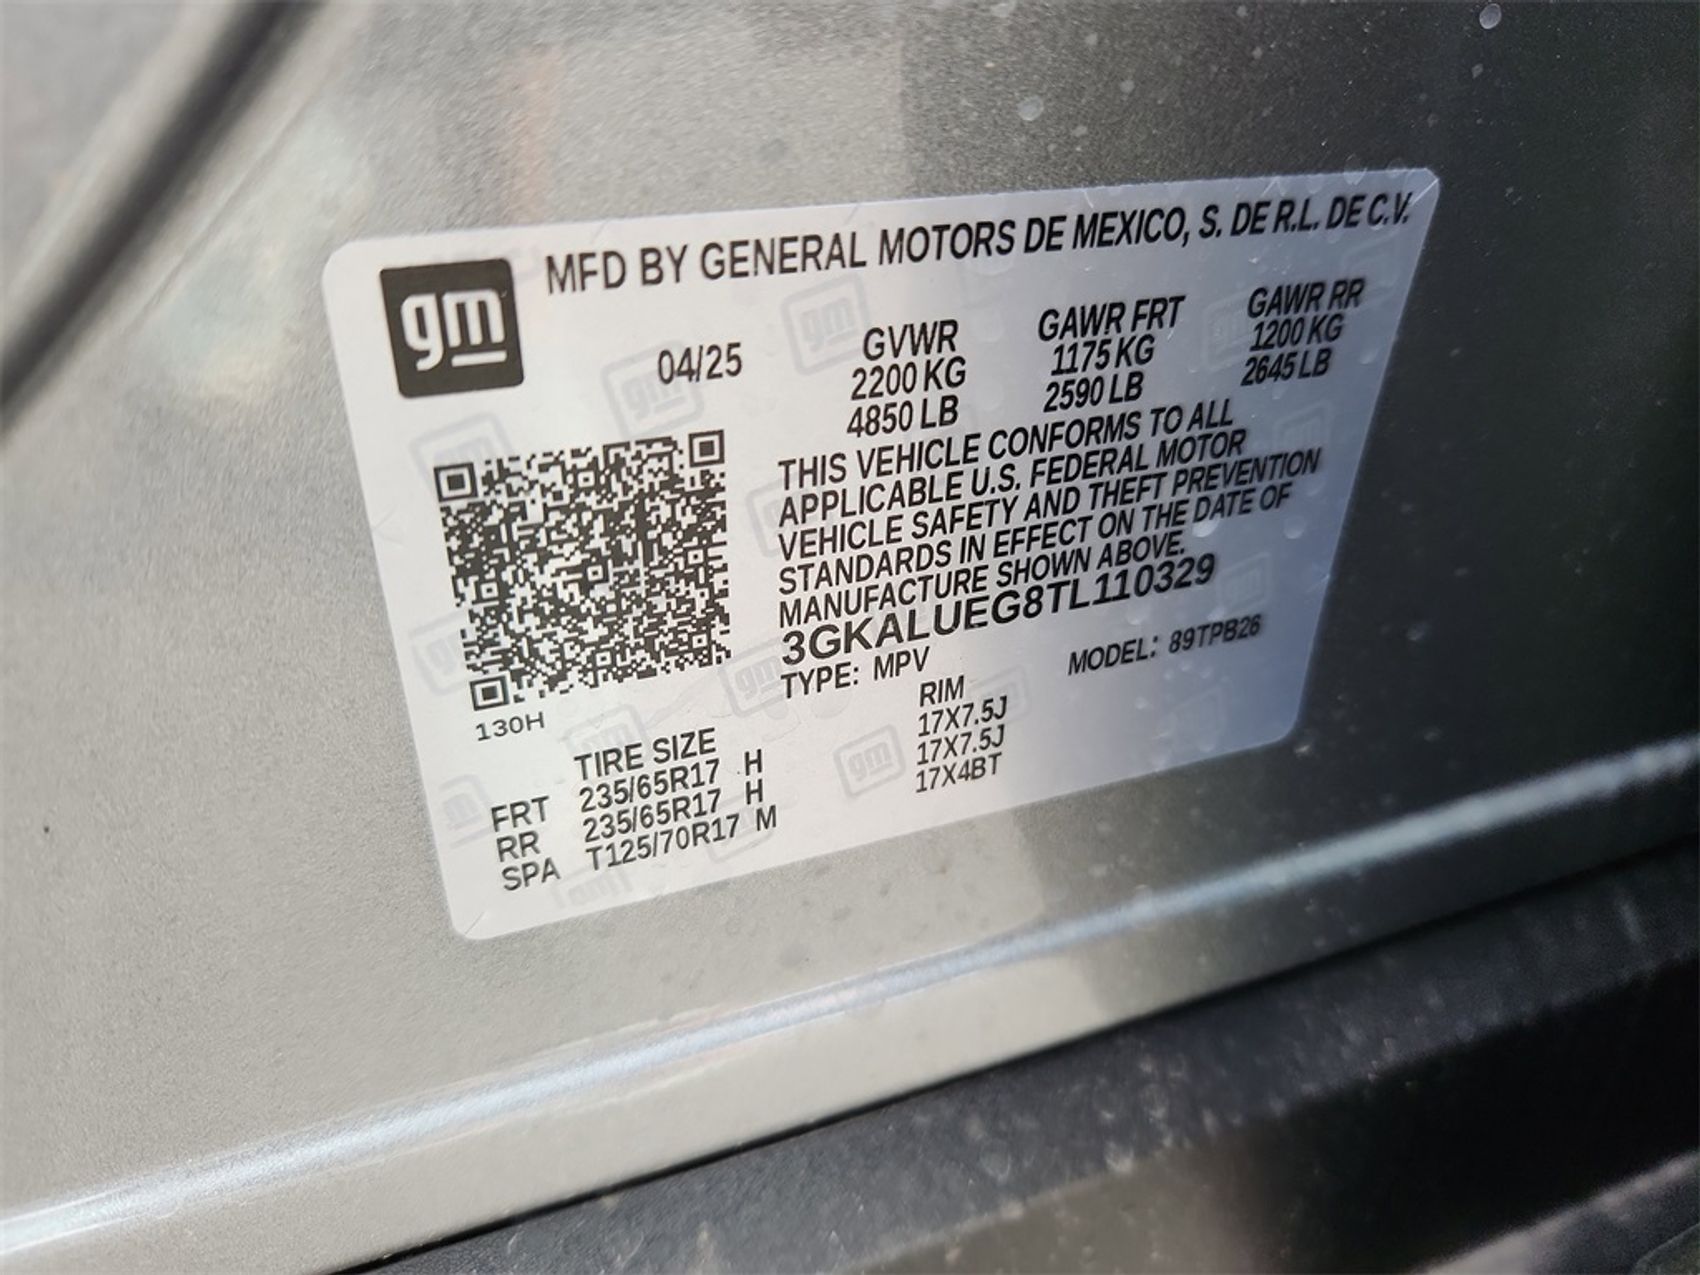 gm
MFD BY GENERAL MOTORS DE MEXICO, S. DE R.L. DE C.V.
04/25
GVWR
2200 KG
4850 LB
GAWR FRT
1175 KG
2590 LB
GAWR RR
1200 KG
2645 LB
THIS VEHICLE CONFORMS TO ALL
APPLICABLE U.S. FEDERAL MOTOR
VEHICLE SAFETY AND THEFT PREVENTION
STANDARDS IN EFFECT ON THE DATE OF
MANUFACTURE SHOWN ABOVE.
3GKALUEG8TL110329
TYPE: MPV MODEL: 89TPB26
130H
TIRE SIZE RIM
FRT 235/65R17 H 17X7.5J
RR 235/65R17 H 17X7.5J
SPA T125/70R17 M 17X4BT